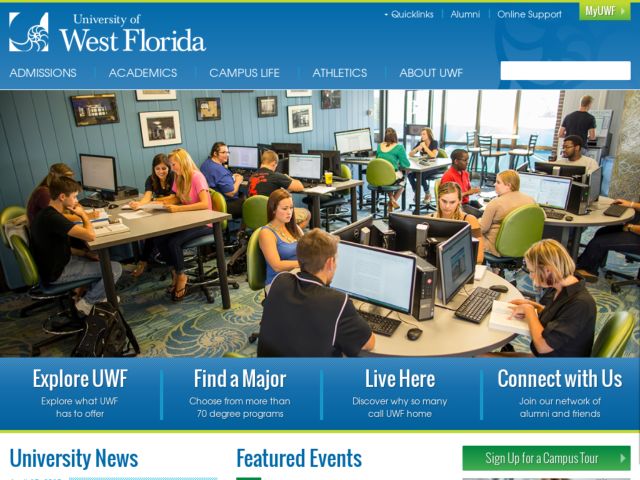 University of
West Florida
Quicklinks
Alumni
Online Support
MyUWF
ADMISSIONS
ACADEMICS
CAMPUS LIFE
ATHLETICS
ABOUT UWF
Explore UWF
Explore what UWF
has to offer
Find a Major
Choose from more than
70 degree programs
Live Here
Discover why so many
call UWF home
Connect with Us
Join our network of
alumni and friends
University News
Featured Events
Sign Up for a Campus Tour